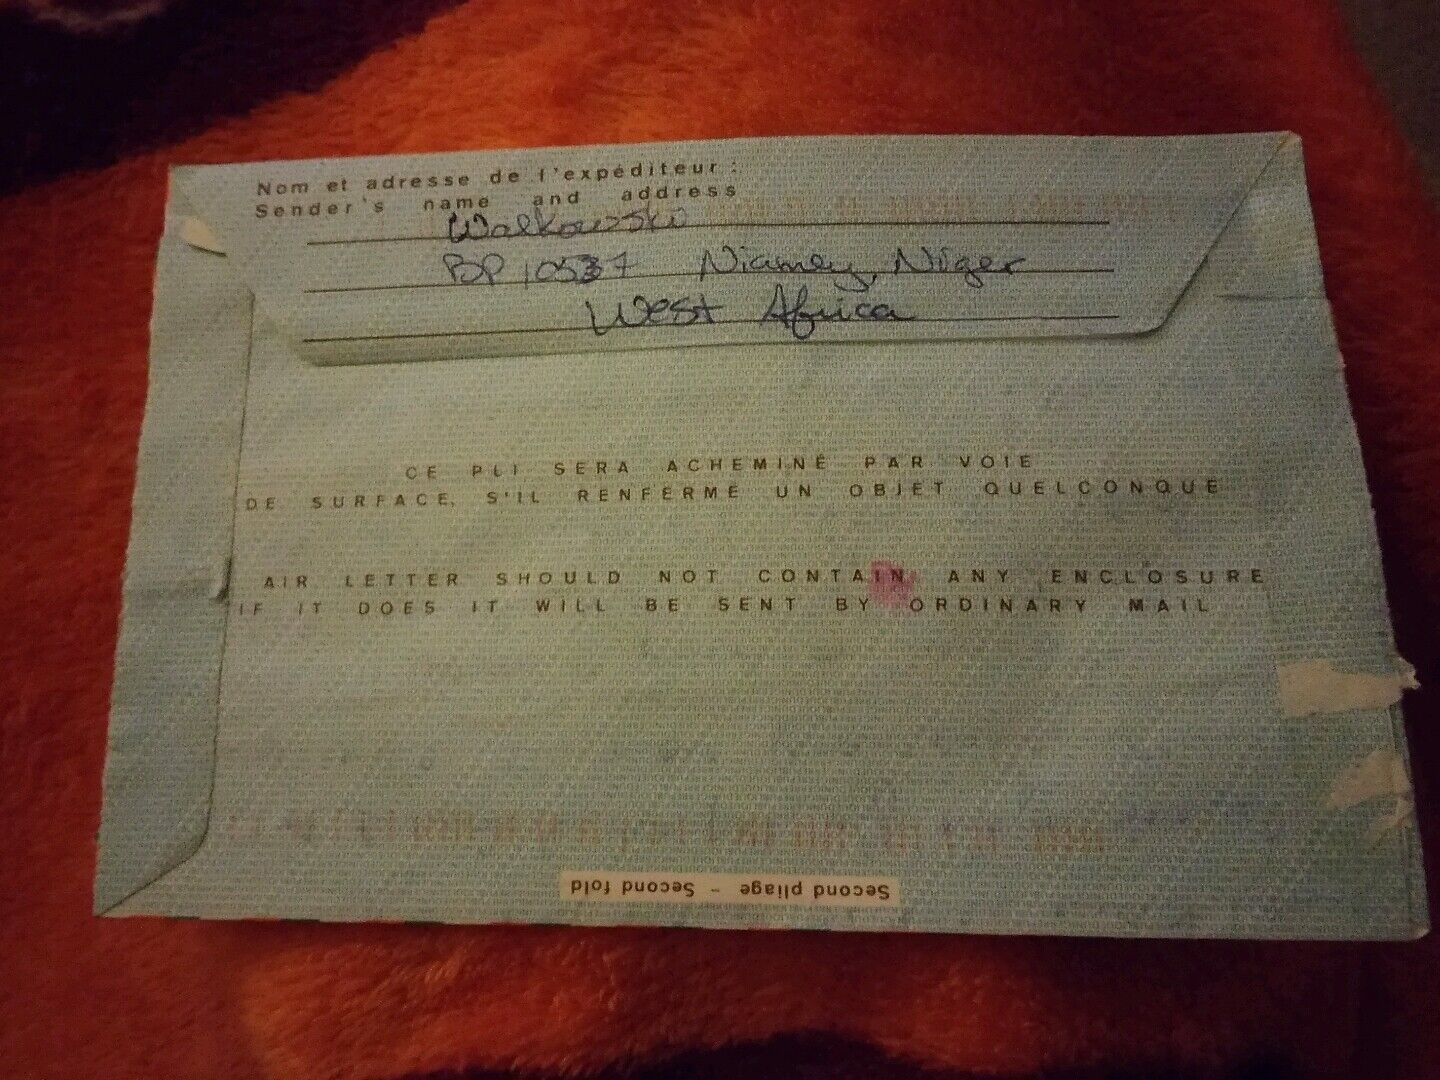 Nom et adresse de l'expéditeur :
Sender's name and address
Walkowski
BP 10537 Niamey, Niger
West Africa
CE PLI SERA ACHEMINÉ PAR VOIE
DE SURFACE, S'IL RENFERME UN OBJET QUELCONQUE
AIR LETTER SHOULD NOT CONTAIN ANY ENCLOSURE
IF IT DOES IT WILL BE SENT BY ORDINARY MAIL
Second pliage - Second fold